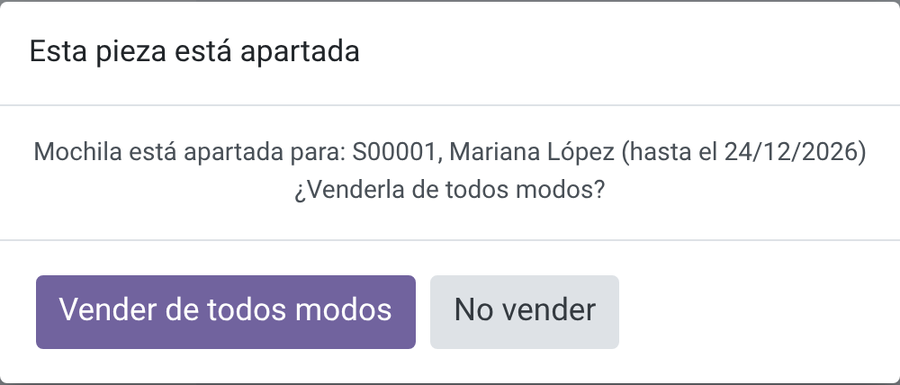 Esta pieza está apartada
Mochila está apartada para: S00001, Mariana López (hasta el 24/12/2026)
¿Venderla de todos modos?
Vender de todos modos
No vender